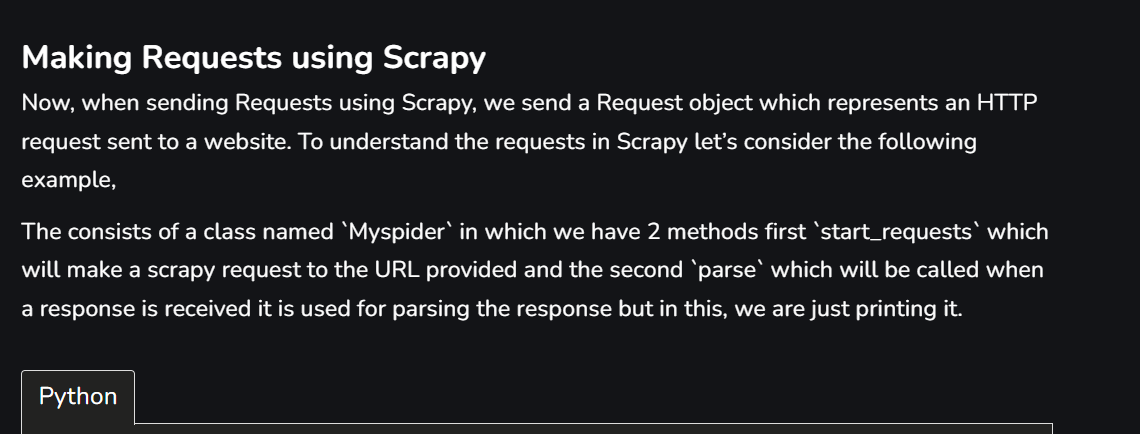 Making Requests using Scrapy
Now, when sending Requests using Scrapy, we send a Request object which represents an HTTP
request sent to a website. To understand the requests in Scrapy let’s consider the following
example,
The consists of a class named `Myspider` in which we have 2 methods first `start_requests` which
will make a scrapy request to the URL provided and the second `parse` which will be called when
a response is received it is used for parsing the response but in this, we are just printing it.
Python